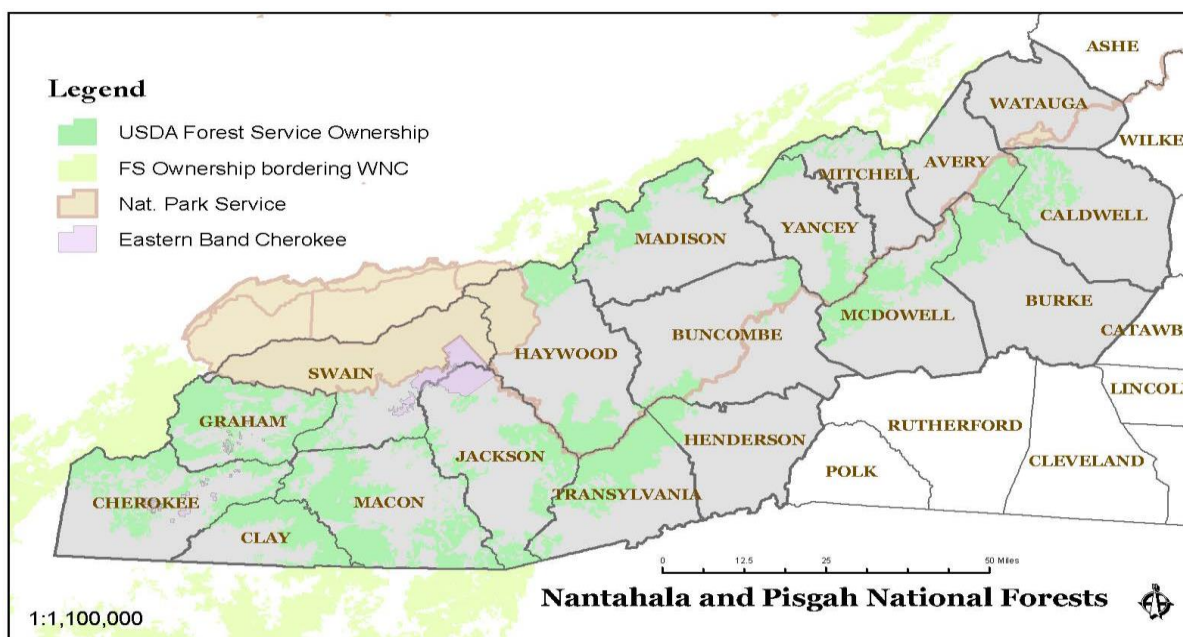 ASHE
Legend
WATAUGA
USDA Forest Service Ownership
WILKE
FS Ownership bordering WNC
AVERY
MITCHELL
Nat. Park Service
CALDWELL
YANCEY
Eastern Band Cherokee
MADISON
BURKE
MCDOWELL
CATAWB
BUNCOMBE
HAYWOOD
SWAIN
LINCOL
GRAHAM
RUTHERFORD
HENDERSON
JACKSON
CLEVELAND
POLK
TRANSYLVANIA
CHEROKEE
MACON
CLAY
0 12.5 25 50 Miles
Nantahala and Pisgah National Forests
1:1,100,000